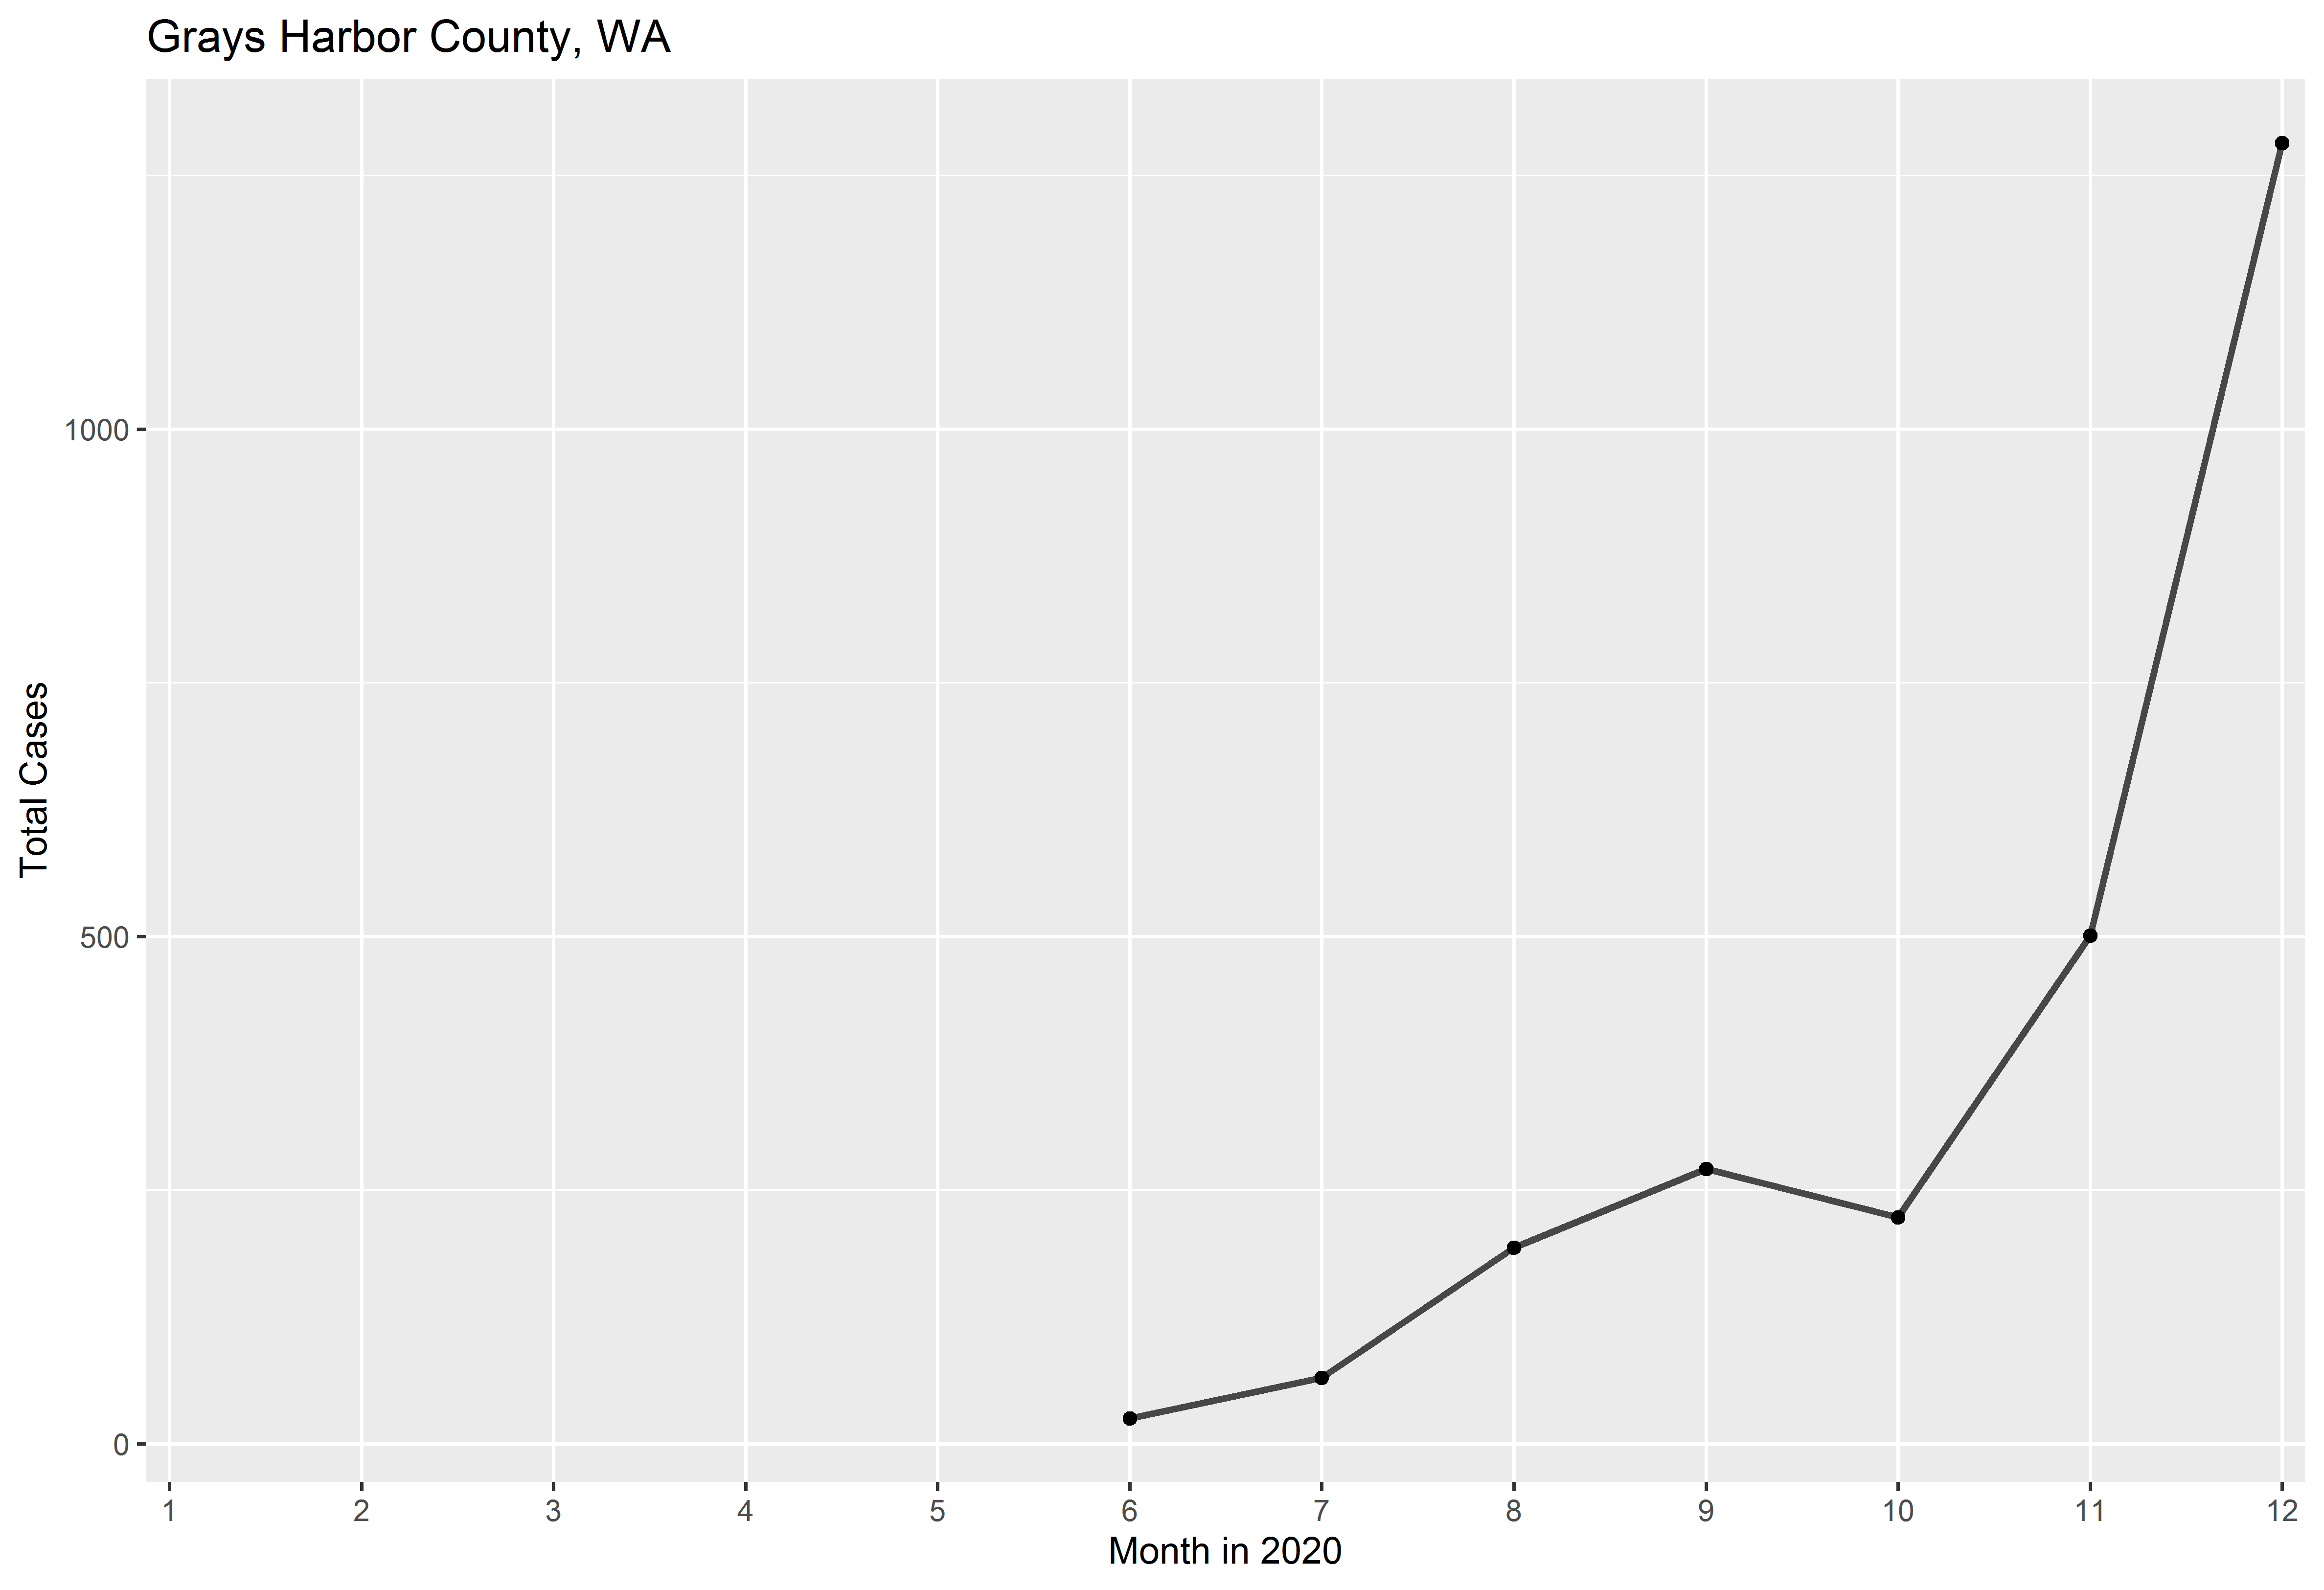 Grays Harbor County, WA
Total Cases
1000
500
0
1 2 3 4 5 6 7 8 9 10 11 12
Month in 2020